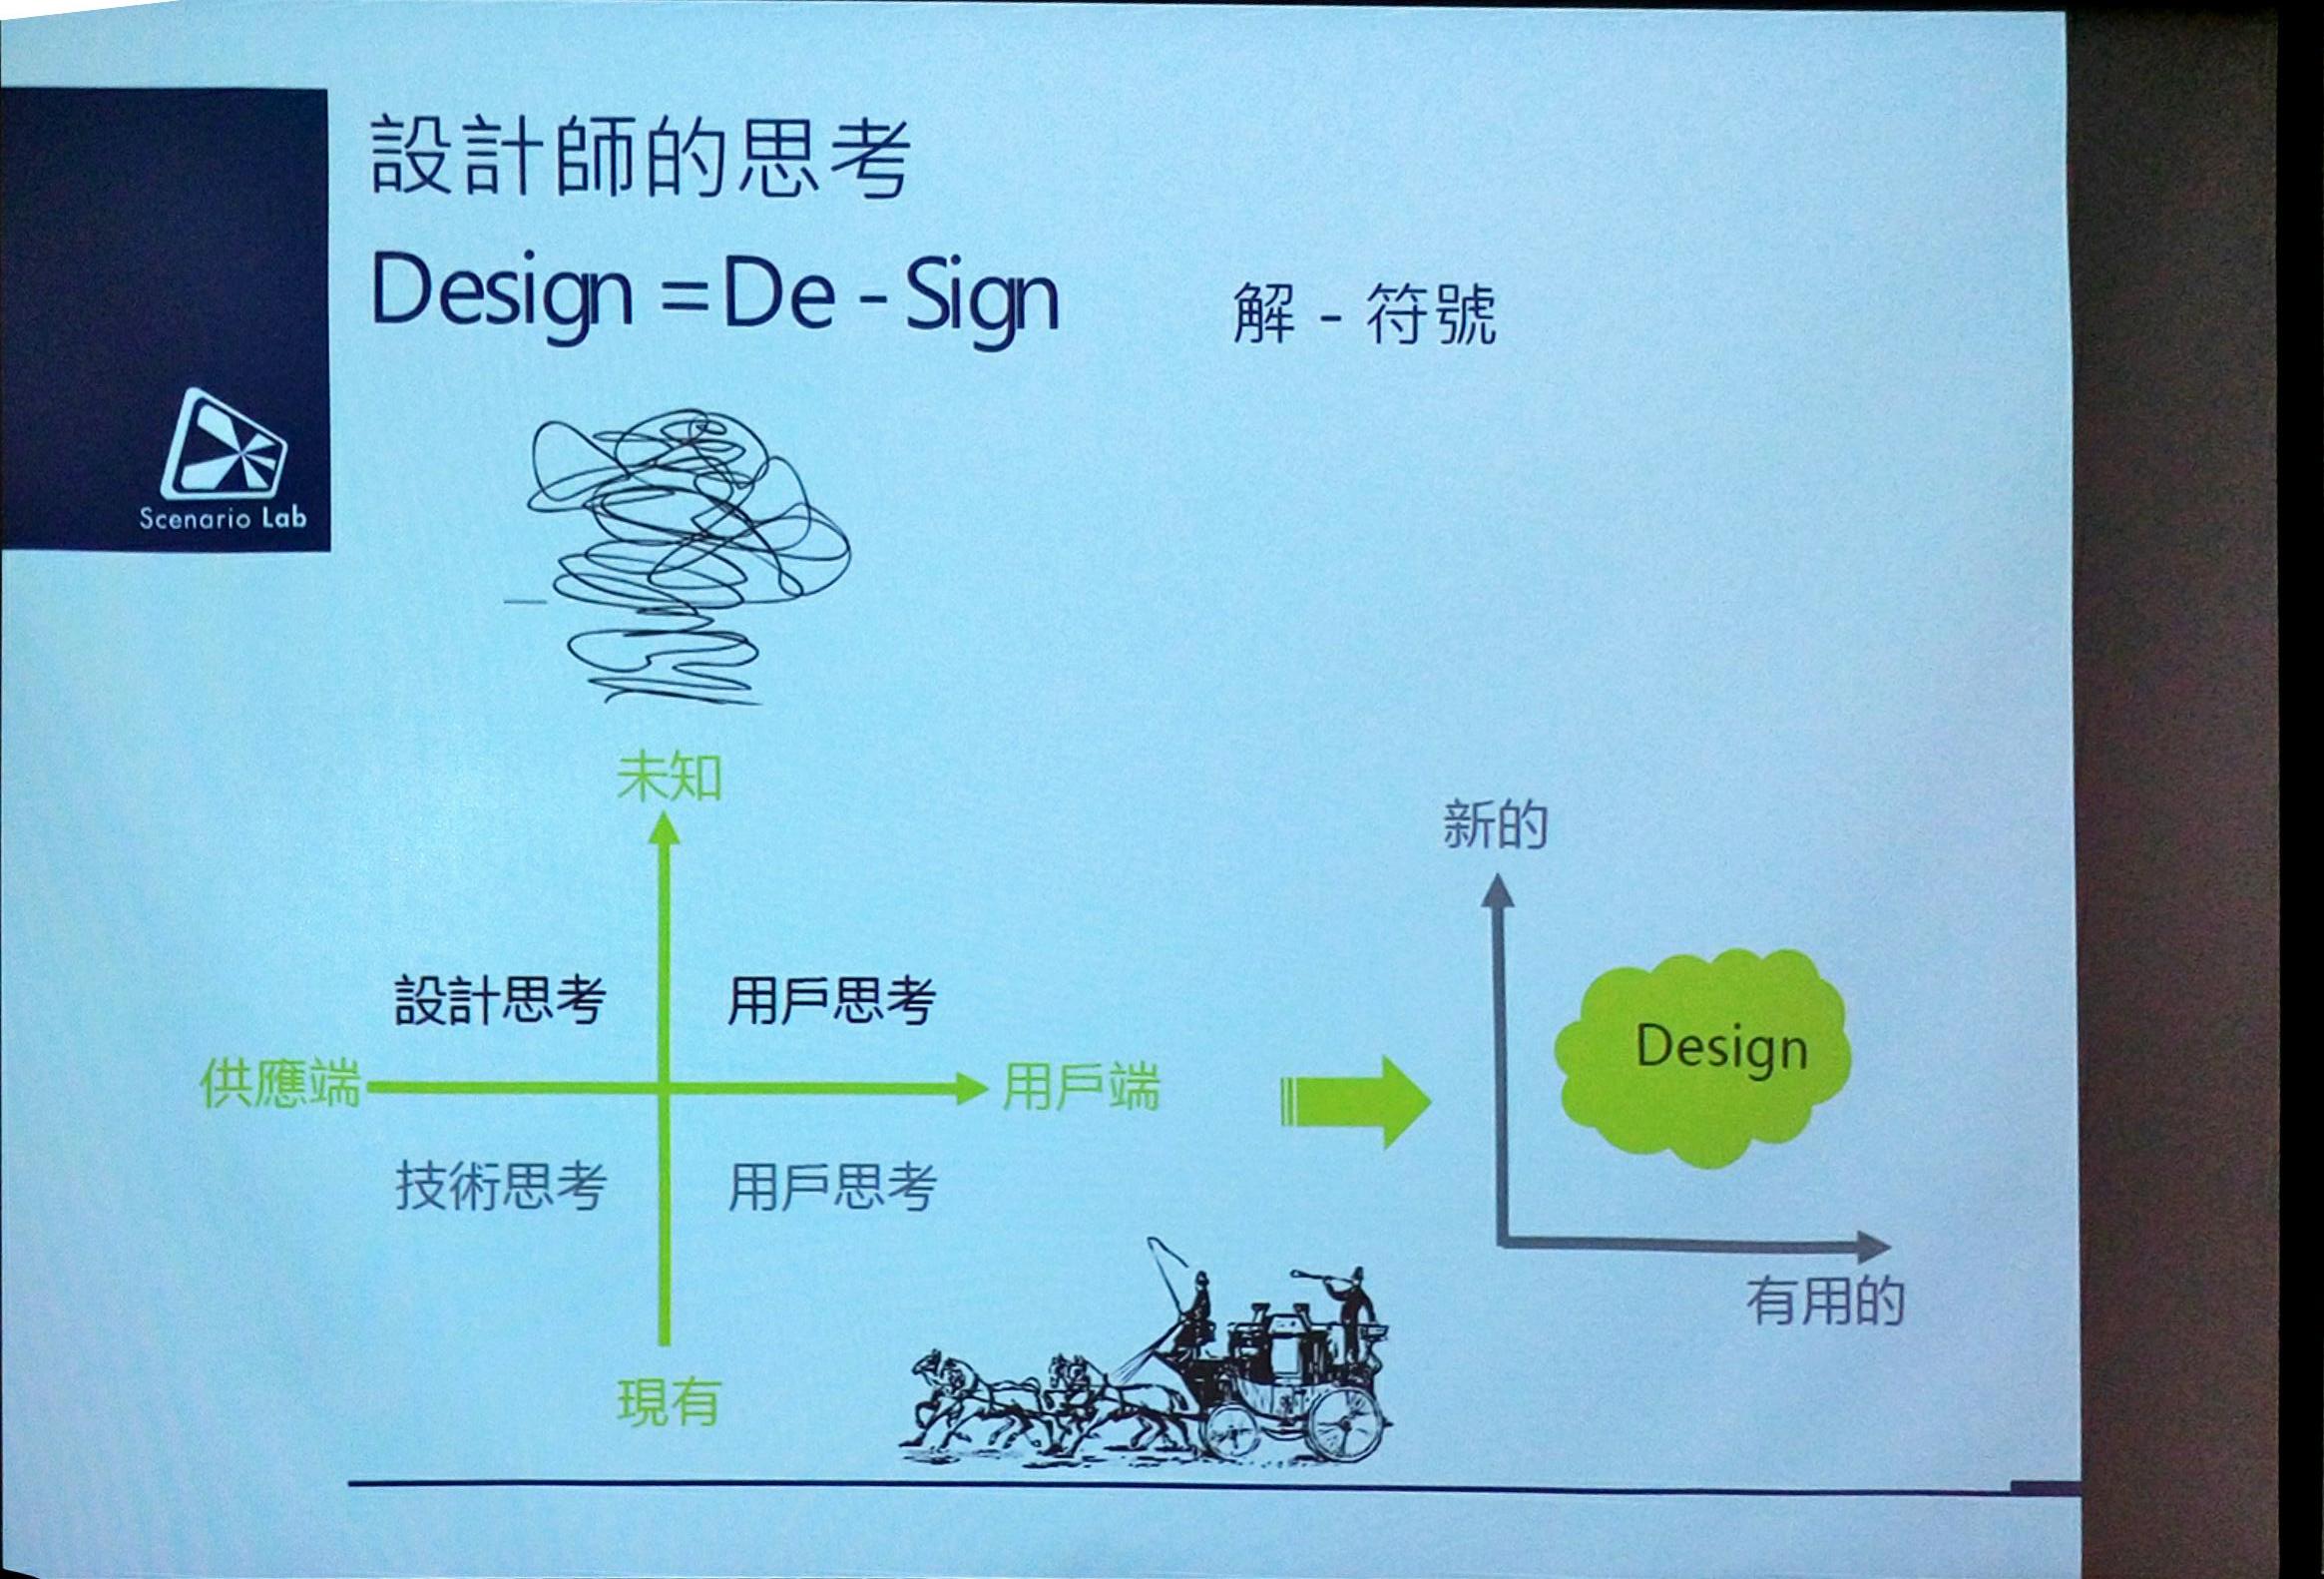 設計師的思考
Design = De - Sign
解 - 符號
Scenario Lab
未知
設計思考
用戶思考
供應端
用戶端
技術思考
用戶思考
現有
新的
Design
有用的